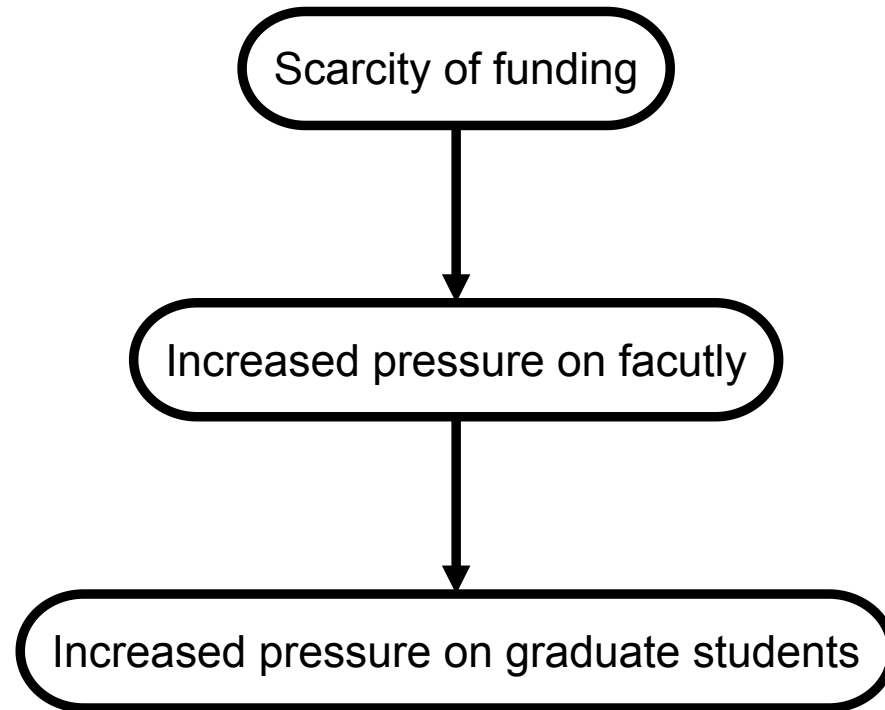 Scarcity of funding
Increased pressure on facutly
Increased pressure on graduate students